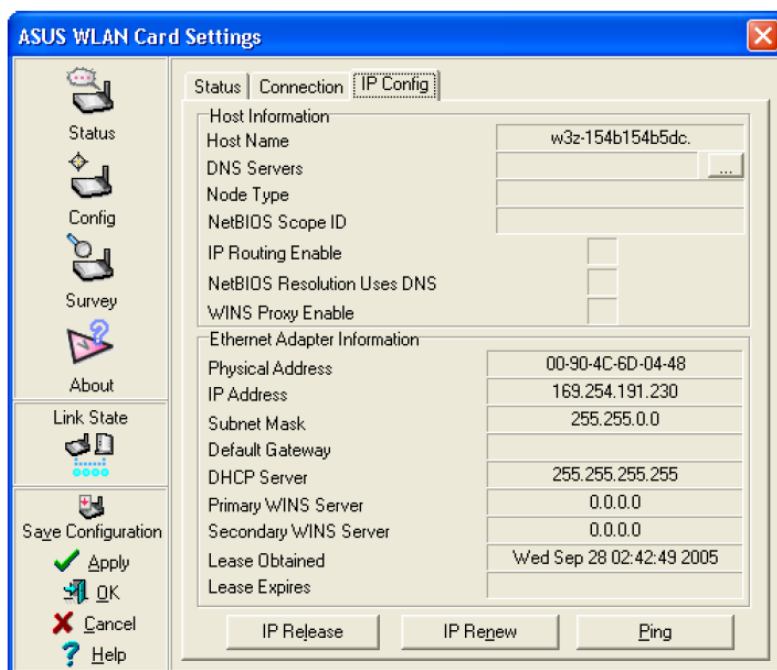 ASUS WLAN Card Settings
Status
Config
Survey
About
Link State
Save Configuration
Apply
OK
Cancel
Help
Status Connection IP Config
Host Information
Host Name w3z-154b154b5dc.
DNS Servers ...
Node Type
NetBIOS Scope ID
IP Routing Enable
NetBIOS Resolution Uses DNS
WINS Proxy Enable
Ethernet Adapter Information
Physical Address 00-90-4C-6D-04-48
IP Address 169.254.191.230
Subnet Mask 255.255.0.0
Default Gateway
DHCP Server 255.255.255.255
Primary WINS Server 0.0.0.0
Secondary WINS Server 0.0.0.0
Lease Obtained Wed Sep 28 02:42:49 2005
Lease Expires
IP Release IP Renew Ping